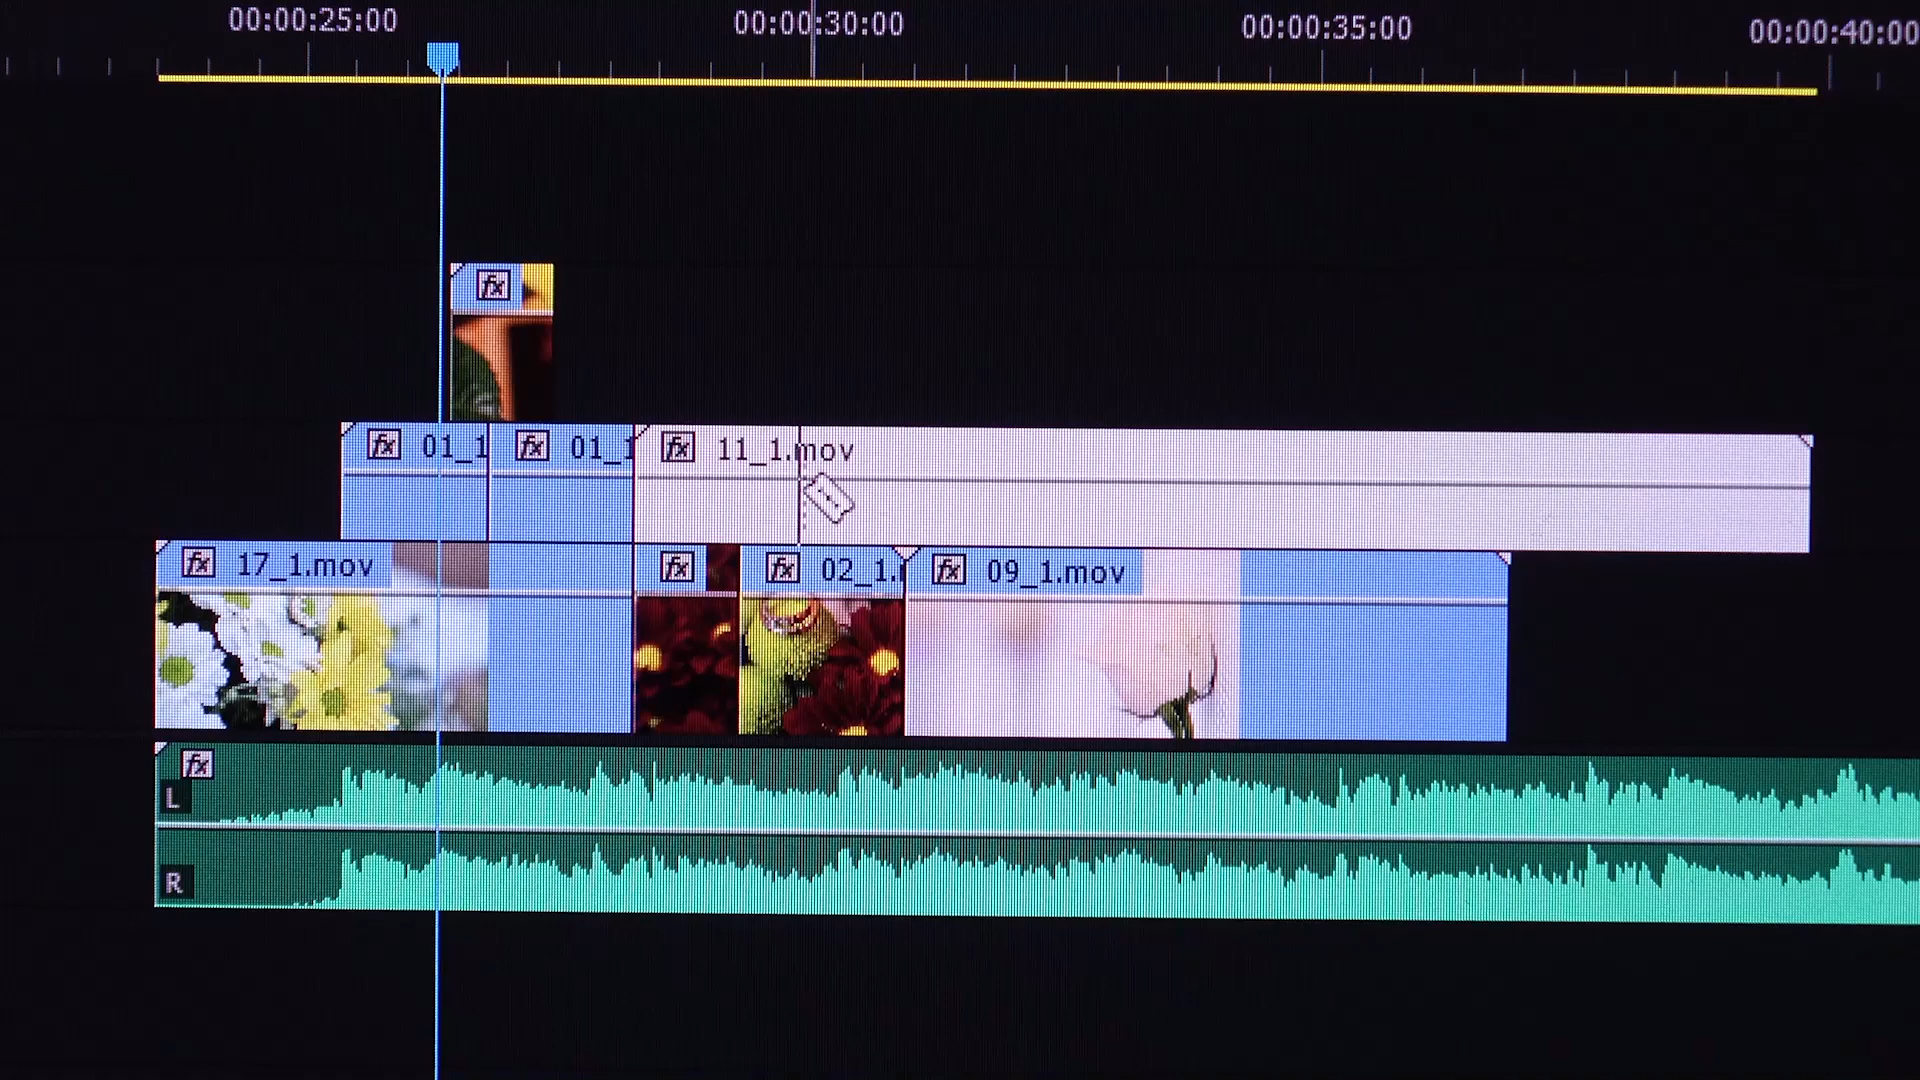 00:00:25:00 00:00:30:00 00:00:35:00 00:00:40:00
fx
fx 01_1 fx 01_1 fx 11_1.mov
fx 17_1.mov fx fx 02_1. fx 09_1.mov
fx
L
R